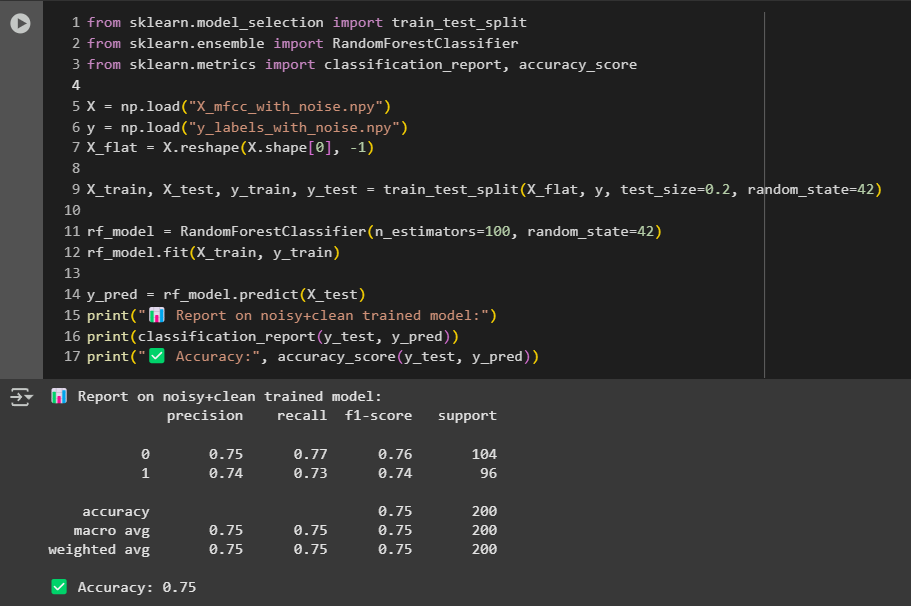 1 from sklearn.model_selection import train_test_split
2 from sklearn.ensemble import RandomForestClassifier
3 from sklearn.metrics import classification_report, accuracy_score
4
5 X = np.load("X_mfcc_with_noise.npy")
6 y = np.load("y_labels_with_noise.npy")
7 X_flat = X.reshape(X.shape[0], -1)
8
9 X_train, X_test, y_train, y_test = train_test_split(X_flat, y, test_size=0.2, random_state=42)
10
11 rf_model = RandomForestClassifier(n_estimators=100, random_state=42)
12 rf_model.fit(X_train, y_train)
13
14 y_pred = rf_model.predict(X_test)
15 print("📊 Report on noisy+clean trained model:")
16 print(classification_report(y_test, y_pred))
17 print("✅ Accuracy:", accuracy_score(y_test, y_pred))
📊 Report on noisy+clean trained model:
precision recall f1-score support
0 0.75 0.77 0.76 104
1 0.74 0.73 0.74 96
accuracy 0.75 200
macro avg 0.75 0.75 0.75 200
weighted avg 0.75 0.75 0.75 200
✅ Accuracy: 0.75